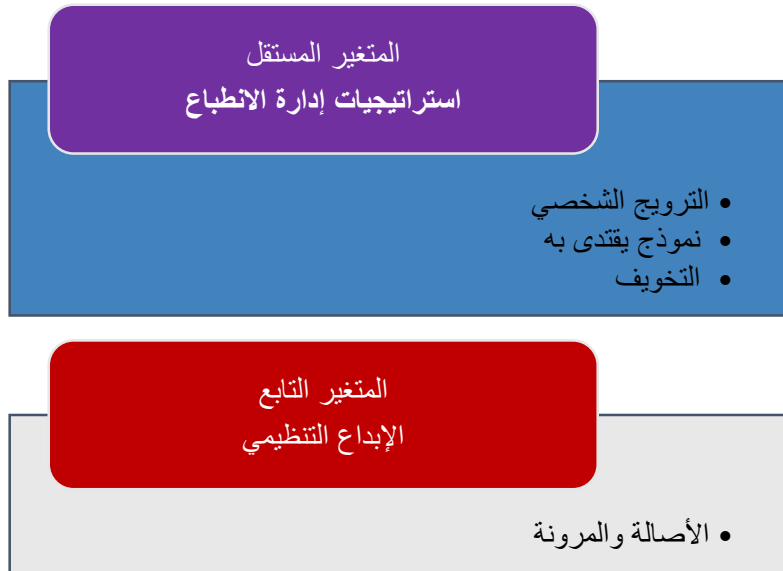 المتغير المستقل
استراتيجيات إدارة الانطباع
• الترويج الشخصي
• نموذج يقتدى به
• التخويف
المتغير التابع
الإبداع التنظيمي
• الأصالة والمرونة